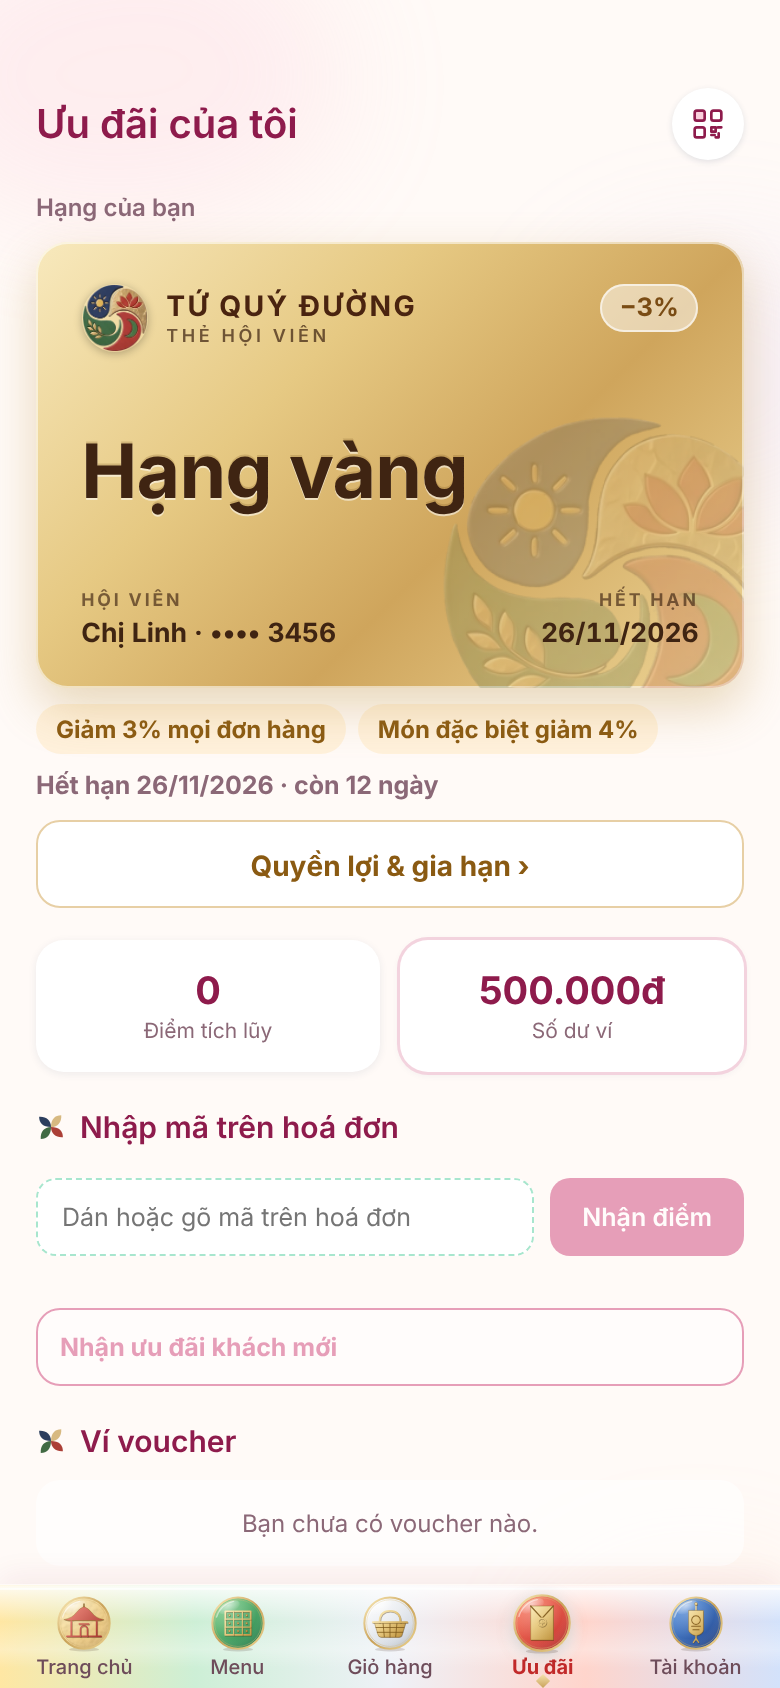 Ưu đãi của tôi
Hạng của bạn
TỨ QUÝ ĐƯỜNG
THẺ HỘI VIÊN
−3%
Hạng vàng
HỘI VIÊN
HẾT HẠN
Chị Linh · •••• 3456
26/11/2026
Giảm 3% mọi đơn hàng
Món đặc biệt giảm 4%
Hết hạn 26/11/2026 · còn 12 ngày
Quyền lợi & gia hạn ›
0
Điểm tích lũy
500.000đ
Số dư ví
Nhập mã trên hoá đơn
Dán hoặc gõ mã trên hoá đơn
Nhận điểm
Nhận ưu đãi khách mới
Ví voucher
Bạn chưa có voucher nào.
Trang chủ
Menu
Giỏ hàng
Ưu đãi
Tài khoản